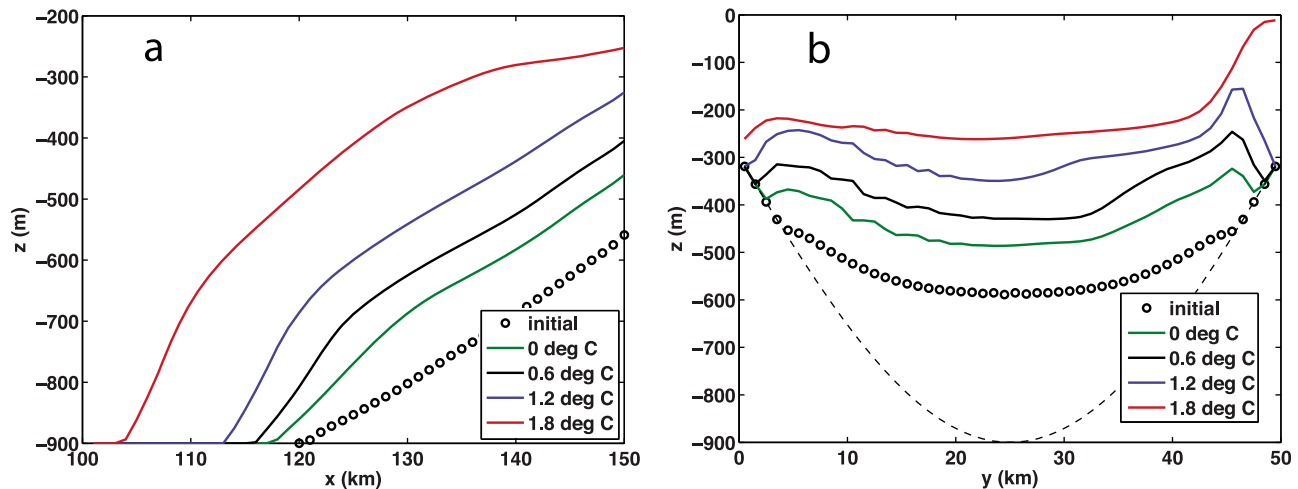 a
−200
−300
−400
−500
−600
−700
−800
−900
z (m)
100
110
120
130
140
150
x (km)
initial
0 deg C
0.6 deg C
1.2 deg C
1.8 deg C
b
0
−100
−200
−300
−400
−500
−600
−700
−800
−900
z (m)
0
10
20
30
40
50
y (km)
initial
0 deg C
0.6 deg C
1.2 deg C
1.8 deg C